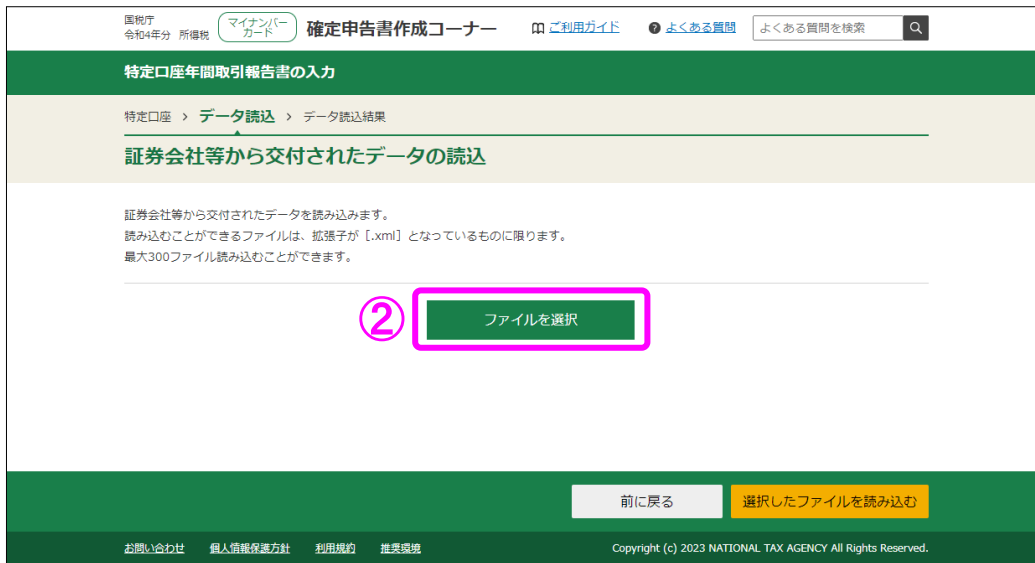 国税庁
令和4年分 所得税
マイナンバー
カード
確定申告書作成コーナー
ご利用ガイド
よくある質問
よくある質問を検索
特定口座年間取引報告書の入力
特定口座 > データ読込 > データ読込結果
証券会社等から交付されたデータの読込
証券会社等から交付されたデータを読み込みます。
読み込むことができるファイルは、拡張子が[.xml]となっているものに限ります。
最大300ファイル読み込むことができます。
②
ファイルを選択
前に戻る
選択したファイルを読み込む
お問い合わせ 個人情報保護方針 利用規約 推奨環境
Copyright (c) 2023 NATIONAL TAX AGENCY All Rights Reserved.